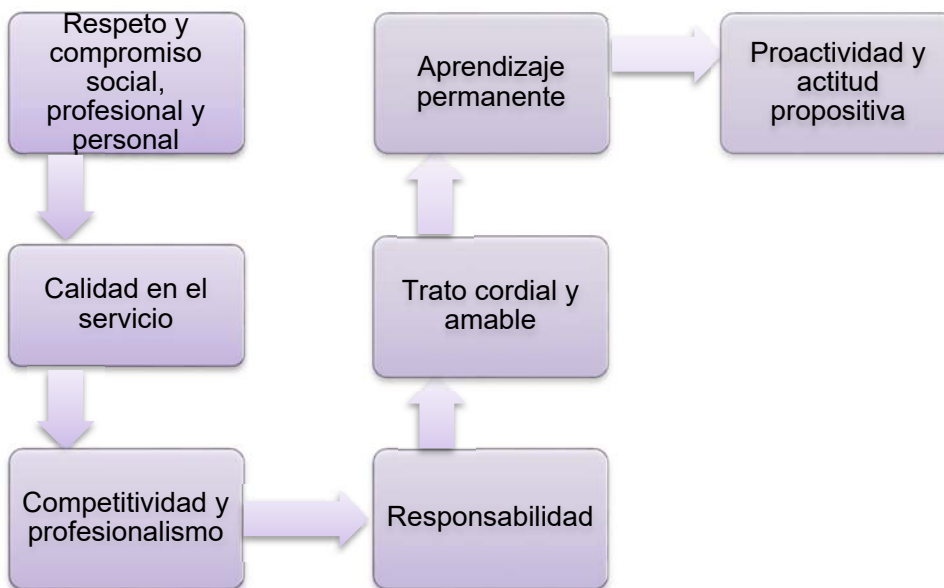 Respeto y
compromiso
social,
profesional y
personal
Calidad en el
servicio
Competitividad y
profesionalismo
Responsabilidad
Trato cordial y
amable
Aprendizaje
permanente
Proactividad y
actitud
propositiva